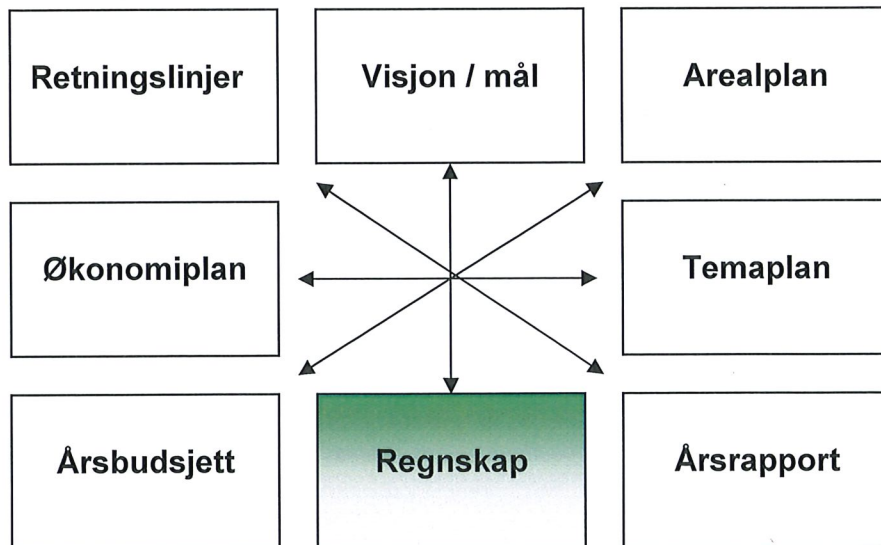 Retningslinjer
Visjon / mål
Arealplan
Økonomiplan
Temaplan
Årsbudsjett
Regnskap
Årsrapport